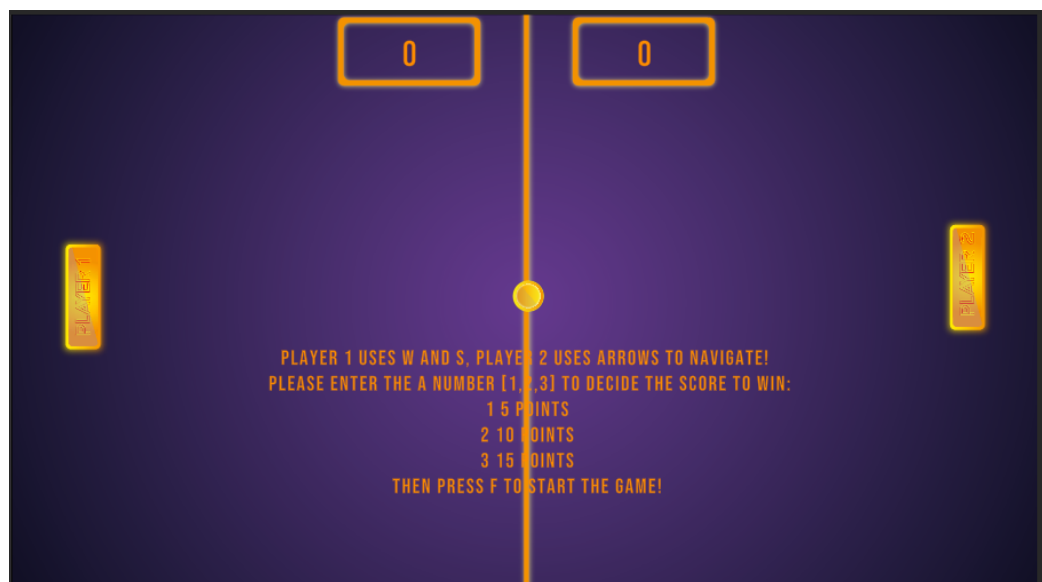 0
0
PLAYER 1
PLAYER 2
PLAYER 1 USES W AND S, PLAYER 2 USES ARROWS TO NAVIGATE!
PLEASE ENTER THE A NUMBER [1,2,3] TO DECIDE THE SCORE TO WIN:
1 5 POINTS
2 10 POINTS
3 15 POINTS
THEN PRESS F TO START THE GAME!